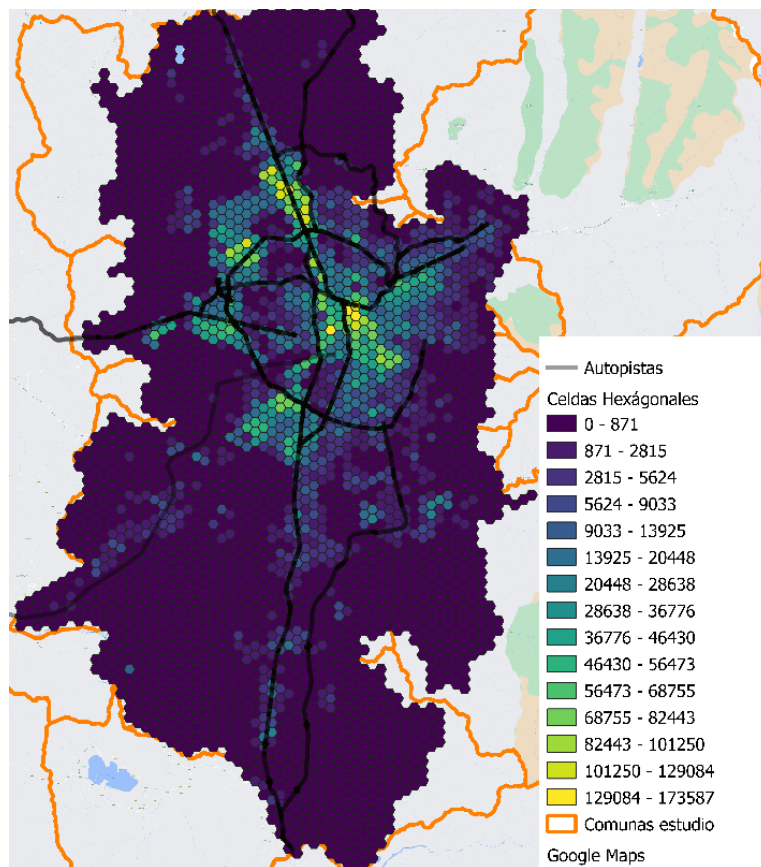 Autopistas
Celdas Hexágonales
0 - 871
871 - 2815
2815 - 5624
5624 - 9033
9033 - 13925
13925 - 20448
20448 - 28638
28638 - 36776
36776 - 46430
46430 - 56473
56473 - 68755
68755 - 82443
82443 - 101250
101250 - 129084
129084 - 173587
Comunas estudio
Google Maps